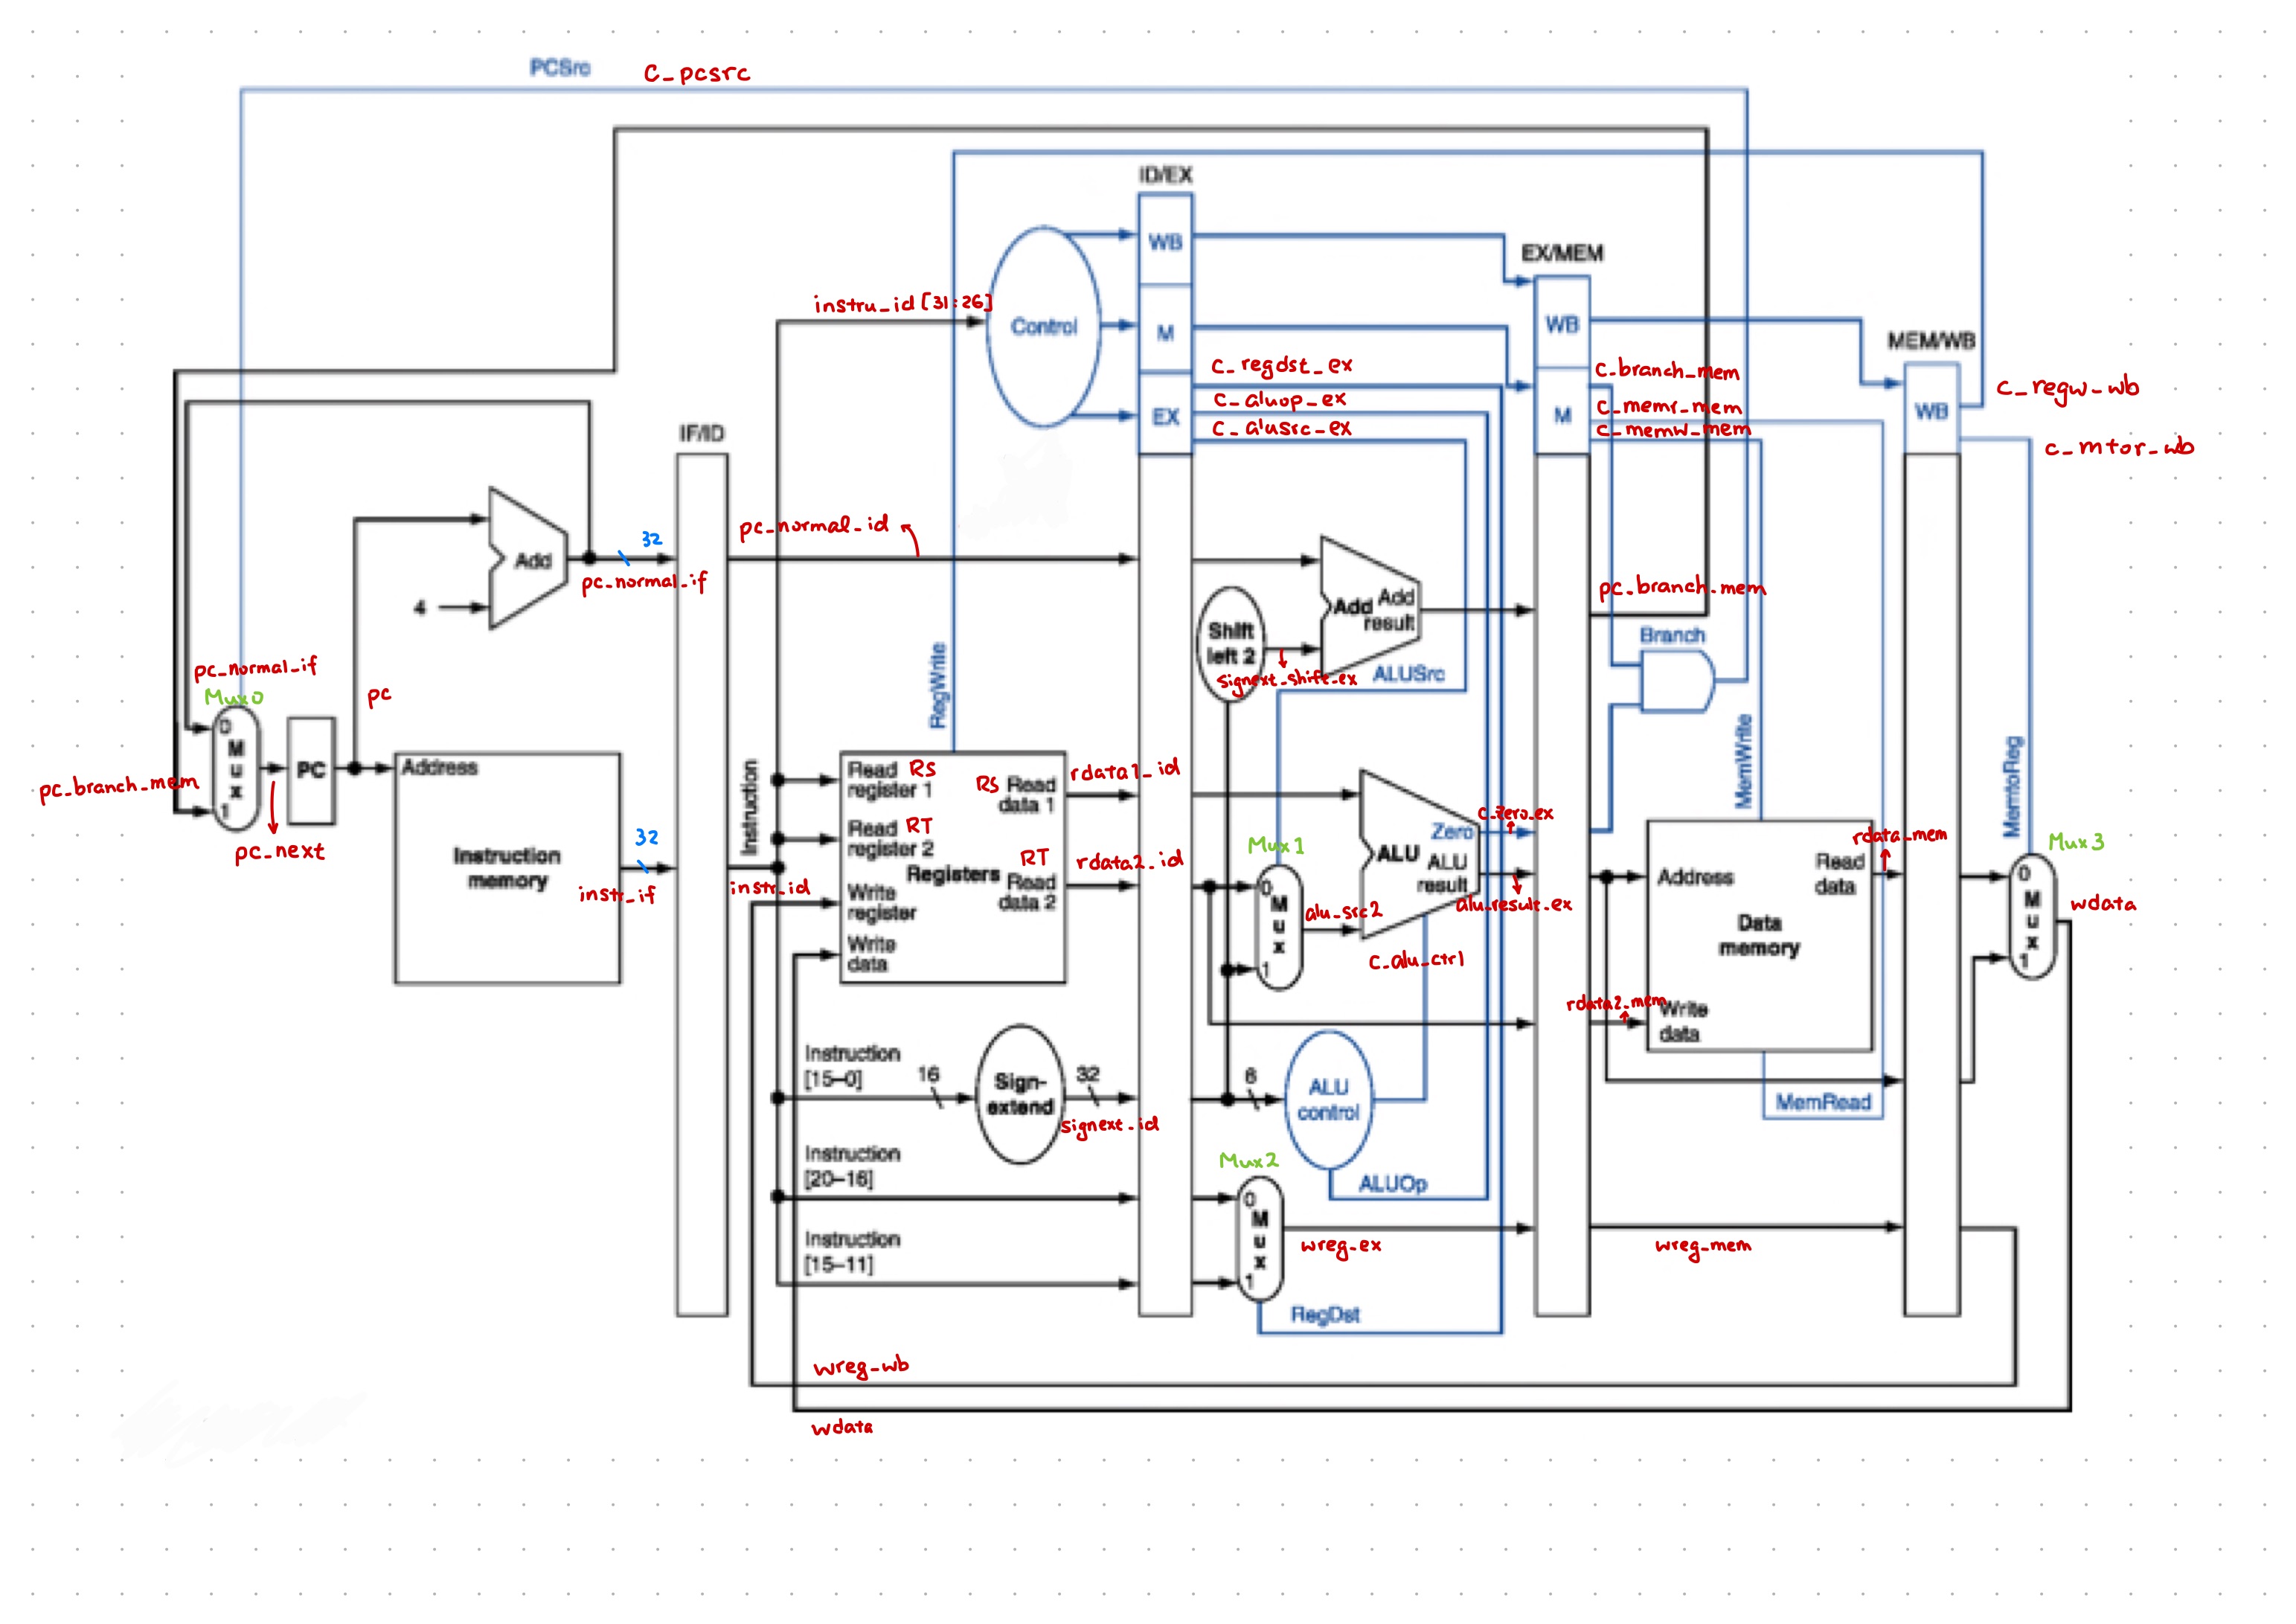 PCSrc
C_pcsrc
ID/EX
WB
EX/MEM
instru_id [31:26]
Control
M
WB
MEM/WB
c_regdst_ex
c_branch_mem
c_regw_wb
c_aluop_ex
EX
M
c_memr_mem
WB
c_alusrc_ex
c_memw_mem
IF/ID
c_mtor_wb
pc_normal_id
32
Add
pc_normal_if
4
pc_branch_mem
Add
Add
result
Shift
left 2
Branch
signext_shift_ex
ALUSrc
RegWrite
pc_normal_if
Mux0
pc
0
M
u
x
1
PC
pc_branch_mem
pc_next
Address
Instruction
memory
32
instr_if
Instruction
instr_id
Read
register 1
RS
RS
Read
data 1
rdata1_id
Read
register 2
RT
RT
Registers
Read
data 2
rdata2_id
Write
register
Write
data
Mux1
0
M
u
x
1
alu_src2
ALU
Zero
c_zero_ex
ALU
result
alu_result_ex
c_alu_ctrl
MemWrite
Address
Read
data
rdata_mem
Data
memory
rdata2_mem
Write
data
MemRead
MemtoReg
Mux3
0
M
u
x
1
wdata
Instruction
[15–0]
16
Sign-
extend
32
signext_id
6
ALU
control
ALUOp
Instruction
[20–16]
Mux2
0
M
u
x
1
wreg_ex
wreg_mem
Instruction
[15–11]
RegDst
wreg_wb
wdata